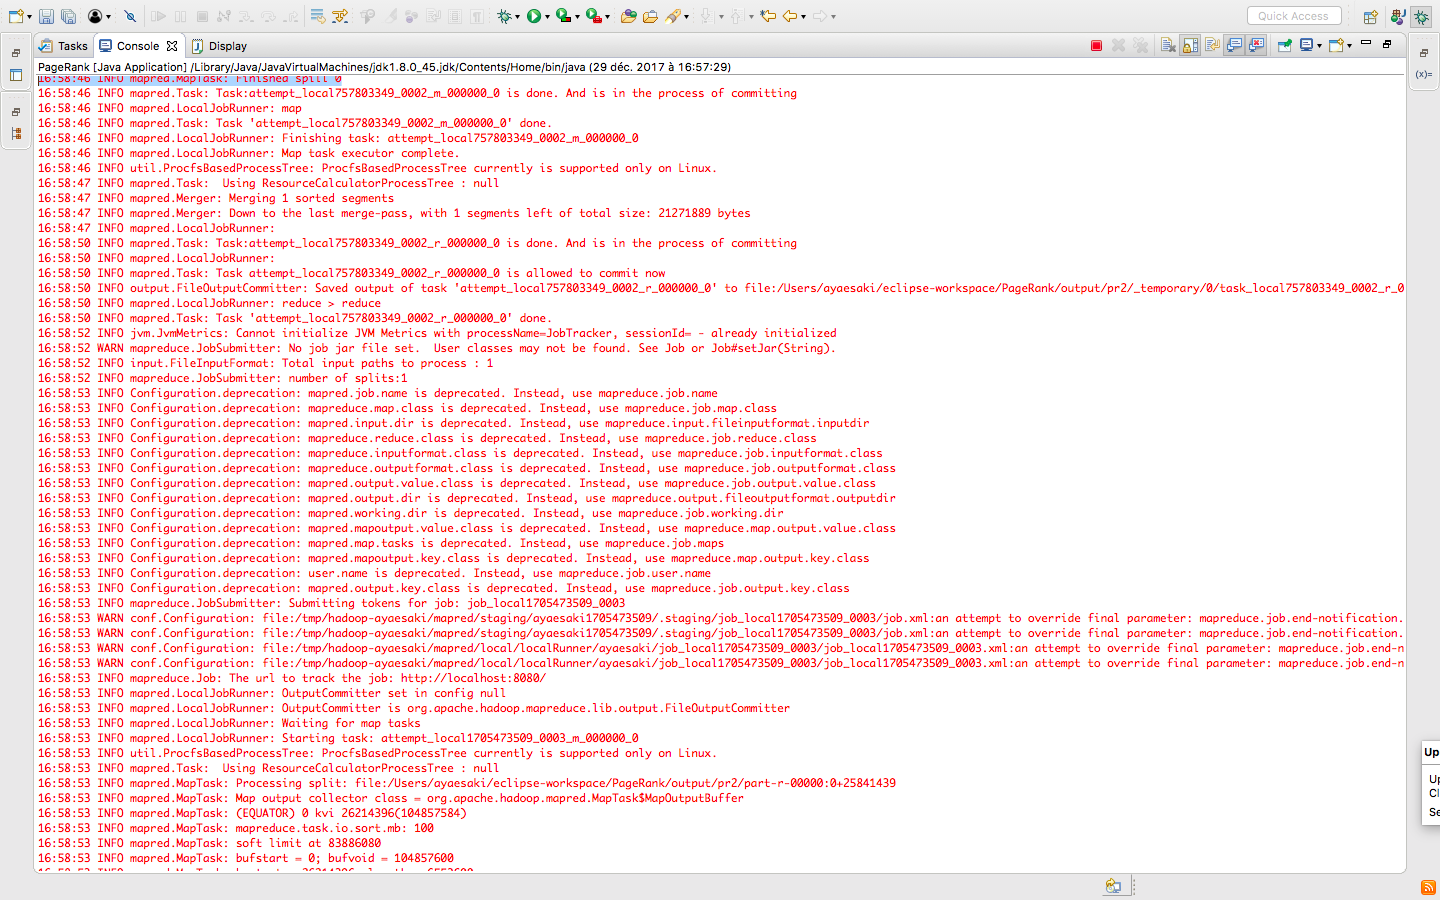 Quick Access
Tasks Console Display
PageRank [Java Application] /Library/Java/JavaVirtualMachines/jdk1.8.0_45.jdk/Contents/Home/bin/java (29 déc. 2017 à 16:57:29)
16:58:46 INFO mapred.MapTask: Finished spill 0
16:58:46 INFO mapred.Task: Task:attempt_local757803349_0002_m_000000_0 is done. And is in the process of committing
16:58:46 INFO mapred.LocalJobRunner: map
16:58:46 INFO mapred.Task: Task 'attempt_local757803349_0002_m_000000_0' done.
16:58:46 INFO mapred.LocalJobRunner: Finishing task: attempt_local757803349_0002_m_000000_0
16:58:46 INFO mapred.LocalJobRunner: Map task executor complete.
16:58:46 INFO util.ProcfsBasedProcessTree: ProcfsBasedProcessTree currently is supported only on Linux.
16:58:47 INFO mapred.Task:  Using ResourceCalculatorProcessTree : null
16:58:47 INFO mapred.Merger: Merging 1 sorted segments
16:58:47 INFO mapred.Merger: Down to the last merge-pass, with 1 segments left of total size: 21271889 bytes
16:58:47 INFO mapred.LocalJobRunner:
16:58:50 INFO mapred.Task: Task:attempt_local757803349_0002_r_000000_0 is done. And is in the process of committing
16:58:50 INFO mapred.LocalJobRunner:
16:58:50 INFO mapred.Task: Task attempt_local757803349_0002_r_000000_0 is allowed to commit now
16:58:50 INFO output.FileOutputCommitter: Saved output of task 'attempt_local757803349_0002_r_000000_0' to file:/Users/ayaesaki/eclipse-workspace/PageRank/output/pr2/_temporary/0/task_local757803349_0002_r_0
16:58:50 INFO mapred.LocalJobRunner: reduce > reduce
16:58:50 INFO mapred.Task: Task 'attempt_local757803349_0002_r_000000_0' done.
16:58:52 INFO jvm.JvmMetrics: Cannot initialize JVM Metrics with processName=JobTracker, sessionId= - already initialized
16:58:52 WARN mapreduce.JobSubmitter: No job jar file set.  User classes may not be found. See Job or Job#setJar(String).
16:58:52 INFO input.FileInputFormat: Total input paths to process : 1
16:58:52 INFO mapreduce.JobSubmitter: number of splits:1
16:58:53 INFO Configuration.deprecation: mapred.job.name is deprecated. Instead, use mapreduce.job.name
16:58:53 INFO Configuration.deprecation: mapreduce.map.class is deprecated. Instead, use mapreduce.job.map.class
16:58:53 INFO Configuration.deprecation: mapred.input.dir is deprecated. Instead, use mapreduce.input.fileinputformat.inputdir
16:58:53 INFO Configuration.deprecation: mapreduce.reduce.class is deprecated. Instead, use mapreduce.job.reduce.class
16:58:53 INFO Configuration.deprecation: mapreduce.inputformat.class is deprecated. Instead, use mapreduce.job.inputformat.class
16:58:53 INFO Configuration.deprecation: mapreduce.outputformat.class is deprecated. Instead, use mapreduce.job.outputformat.class
16:58:53 INFO Configuration.deprecation: mapred.output.value.class is deprecated. Instead, use mapreduce.job.output.value.class
16:58:53 INFO Configuration.deprecation: mapred.output.dir is deprecated. Instead, use mapreduce.output.fileoutputformat.outputdir
16:58:53 INFO Configuration.deprecation: mapred.working.dir is deprecated. Instead, use mapreduce.job.working.dir
16:58:53 INFO Configuration.deprecation: mapred.mapoutput.value.class is deprecated. Instead, use mapreduce.map.output.value.class
16:58:53 INFO Configuration.deprecation: mapred.map.tasks is deprecated. Instead, use mapreduce.job.maps
16:58:53 INFO Configuration.deprecation: mapred.mapoutput.key.class is deprecated. Instead, use mapreduce.map.output.key.class
16:58:53 INFO Configuration.deprecation: user.name is deprecated. Instead, use mapreduce.job.user.name
16:58:53 INFO Configuration.deprecation: mapred.output.key.class is deprecated. Instead, use mapreduce.job.output.key.class
16:58:53 INFO mapreduce.JobSubmitter: Submitting tokens for job: job_local1705473509_0003
16:58:53 WARN conf.Configuration: file:/tmp/hadoop-ayaesaki/mapred/staging/ayaesaki1705473509/.staging/job_local1705473509_0003/job.xml:an attempt to override final parameter: mapreduce.job.end-notification.
16:58:53 WARN conf.Configuration: file:/tmp/hadoop-ayaesaki/mapred/staging/ayaesaki1705473509/.staging/job_local1705473509_0003/job.xml:an attempt to override final parameter: mapreduce.job.end-notification.
16:58:53 WARN conf.Configuration: file:/tmp/hadoop-ayaesaki/mapred/local/localRunner/ayaesaki/job_local1705473509_0003/job_local1705473509_0003.xml:an attempt to override final parameter: mapreduce.job.end-n
16:58:53 WARN conf.Configuration: file:/tmp/hadoop-ayaesaki/mapred/local/localRunner/ayaesaki/job_local1705473509_0003/job_local1705473509_0003.xml:an attempt to override final parameter: mapreduce.job.end-n
16:58:53 INFO mapreduce.Job: The url to track the job: http://localhost:8080/
16:58:53 INFO mapred.LocalJobRunner: OutputCommitter set in config null
16:58:53 INFO mapred.LocalJobRunner: OutputCommitter is org.apache.hadoop.mapreduce.lib.output.FileOutputCommitter
16:58:53 INFO mapred.LocalJobRunner: Waiting for map tasks
16:58:53 INFO mapred.LocalJobRunner: Starting task: attempt_local1705473509_0003_m_000000_0
16:58:53 INFO util.ProcfsBasedProcessTree: ProcfsBasedProcessTree currently is supported only on Linux.
16:58:53 INFO mapred.Task:  Using ResourceCalculatorProcessTree : null
16:58:53 INFO mapred.MapTask: Processing split: file:/Users/ayaesaki/eclipse-workspace/PageRank/output/pr2/part-r-00000:0+25841439
16:58:53 INFO mapred.MapTask: Map output collector class = org.apache.hadoop.mapred.MapTask$MapOutputBuffer
16:58:53 INFO mapred.MapTask: (EQUATOR) 0 kvi 26214396(104857584)
16:58:53 INFO mapred.MapTask: mapreduce.task.io.sort.mb: 100
16:58:53 INFO mapred.MapTask: soft limit at 83886080
16:58:53 INFO mapred.MapTask: bufstart = 0; bufvoid = 104857600
(x)=
Up
Up
Cl
Se